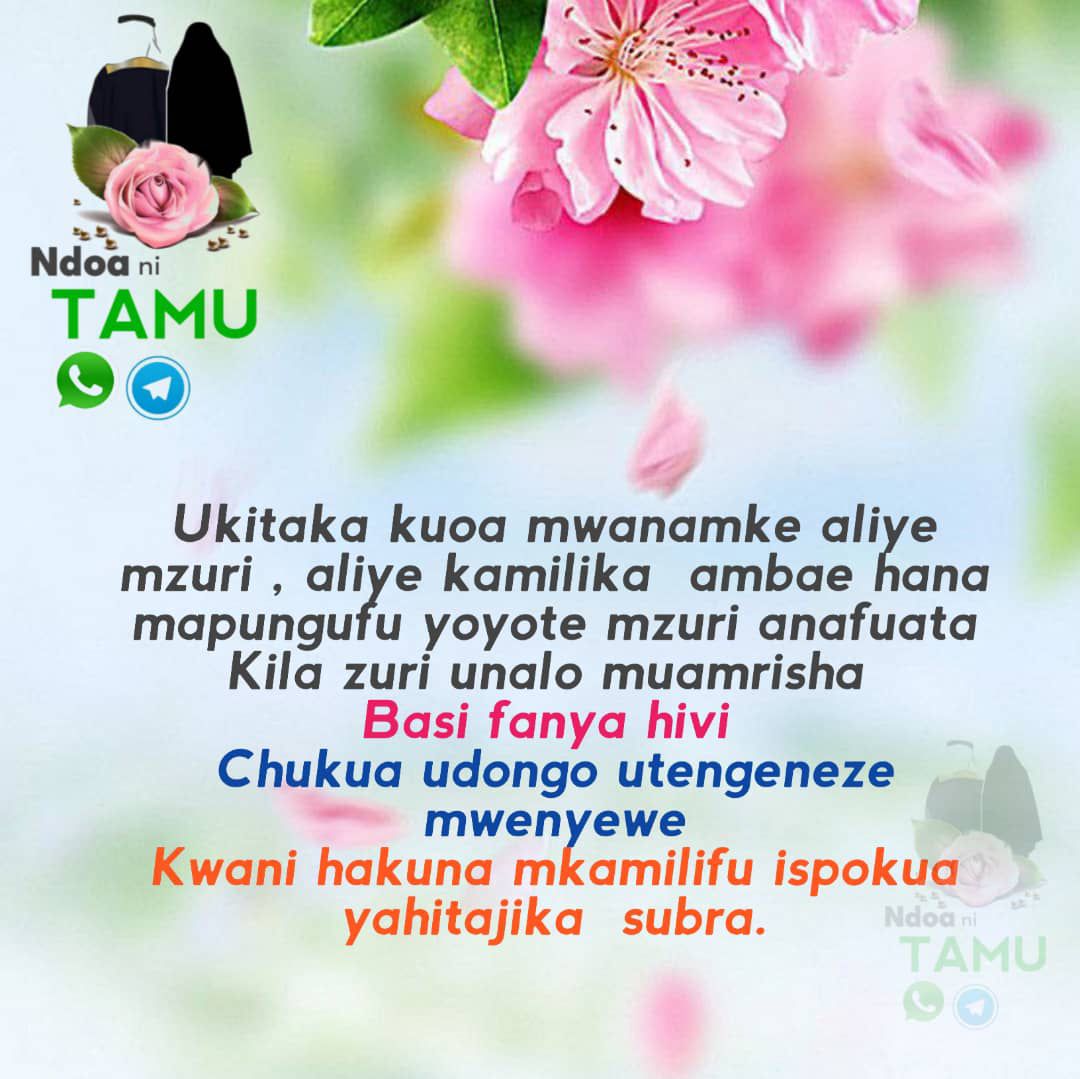 Ndoa ni
TAMU
Ukitaka kuoa mwanamke aliye
mzuri , aliye kamilika ambae hana
mapungufu yoyote mzuri anafuata
Kila zuri unalo muamrisha
Basi fanya hivi
Chukua udongo utengeneze
mwenyewe
Kwani hakuna mkamilifu ispokua
yahitajika subra.
Ndoa ni
TAMU